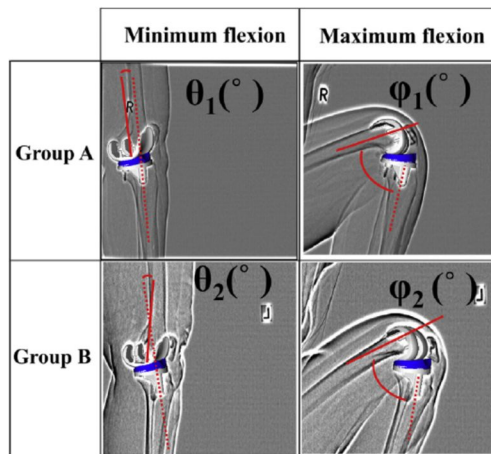 Minimum flexion
Maximum flexion
Group A
R
θ₁(°)
R
φ₁(°)
Group B
θ₂(°)
φ₂(°)